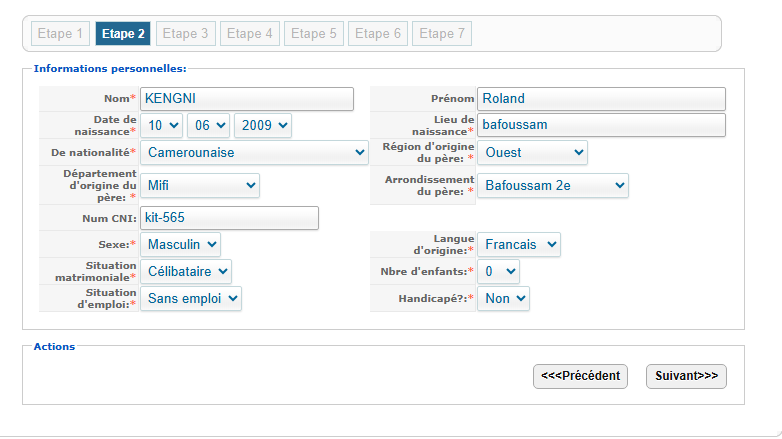 Etape 1 Etape 2 Etape 3 Etape 4 Etape 5 Etape 6 Etape 7
Informations personnelles:
Nom* KENGNI Prénom Roland
Date de naissance* 10 06 2009 Lieu de naissance* bafoussam
De nationalité* Camerounaise Région d'origine du père: * Ouest
Département d'origine du père: * Mifi Arrondissement du père: * Bafoussam 2e
Num CNI: kit-565
Sexe:* Masculin Langue d'origine:* Francais
Situation matrimoniale* Célibataire Nbre d'enfants:* 0
Situation d'emploi:* Sans emploi Handicapé?:* Non
Actions
<<<Précédent Suivant>>>